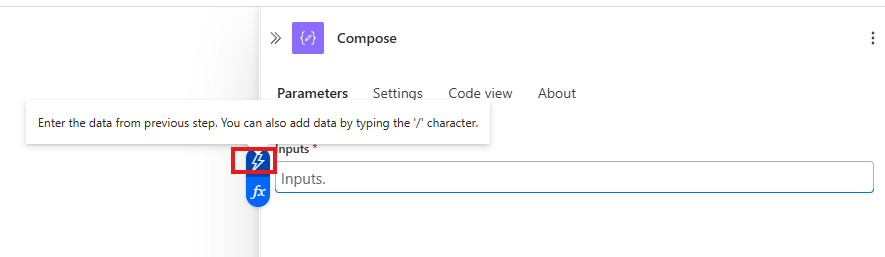 Compose
Parameters Settings Code view About
Enter the data from previous step. You can also add data by typing the '/' character.
Inputs *
Inputs.
fx